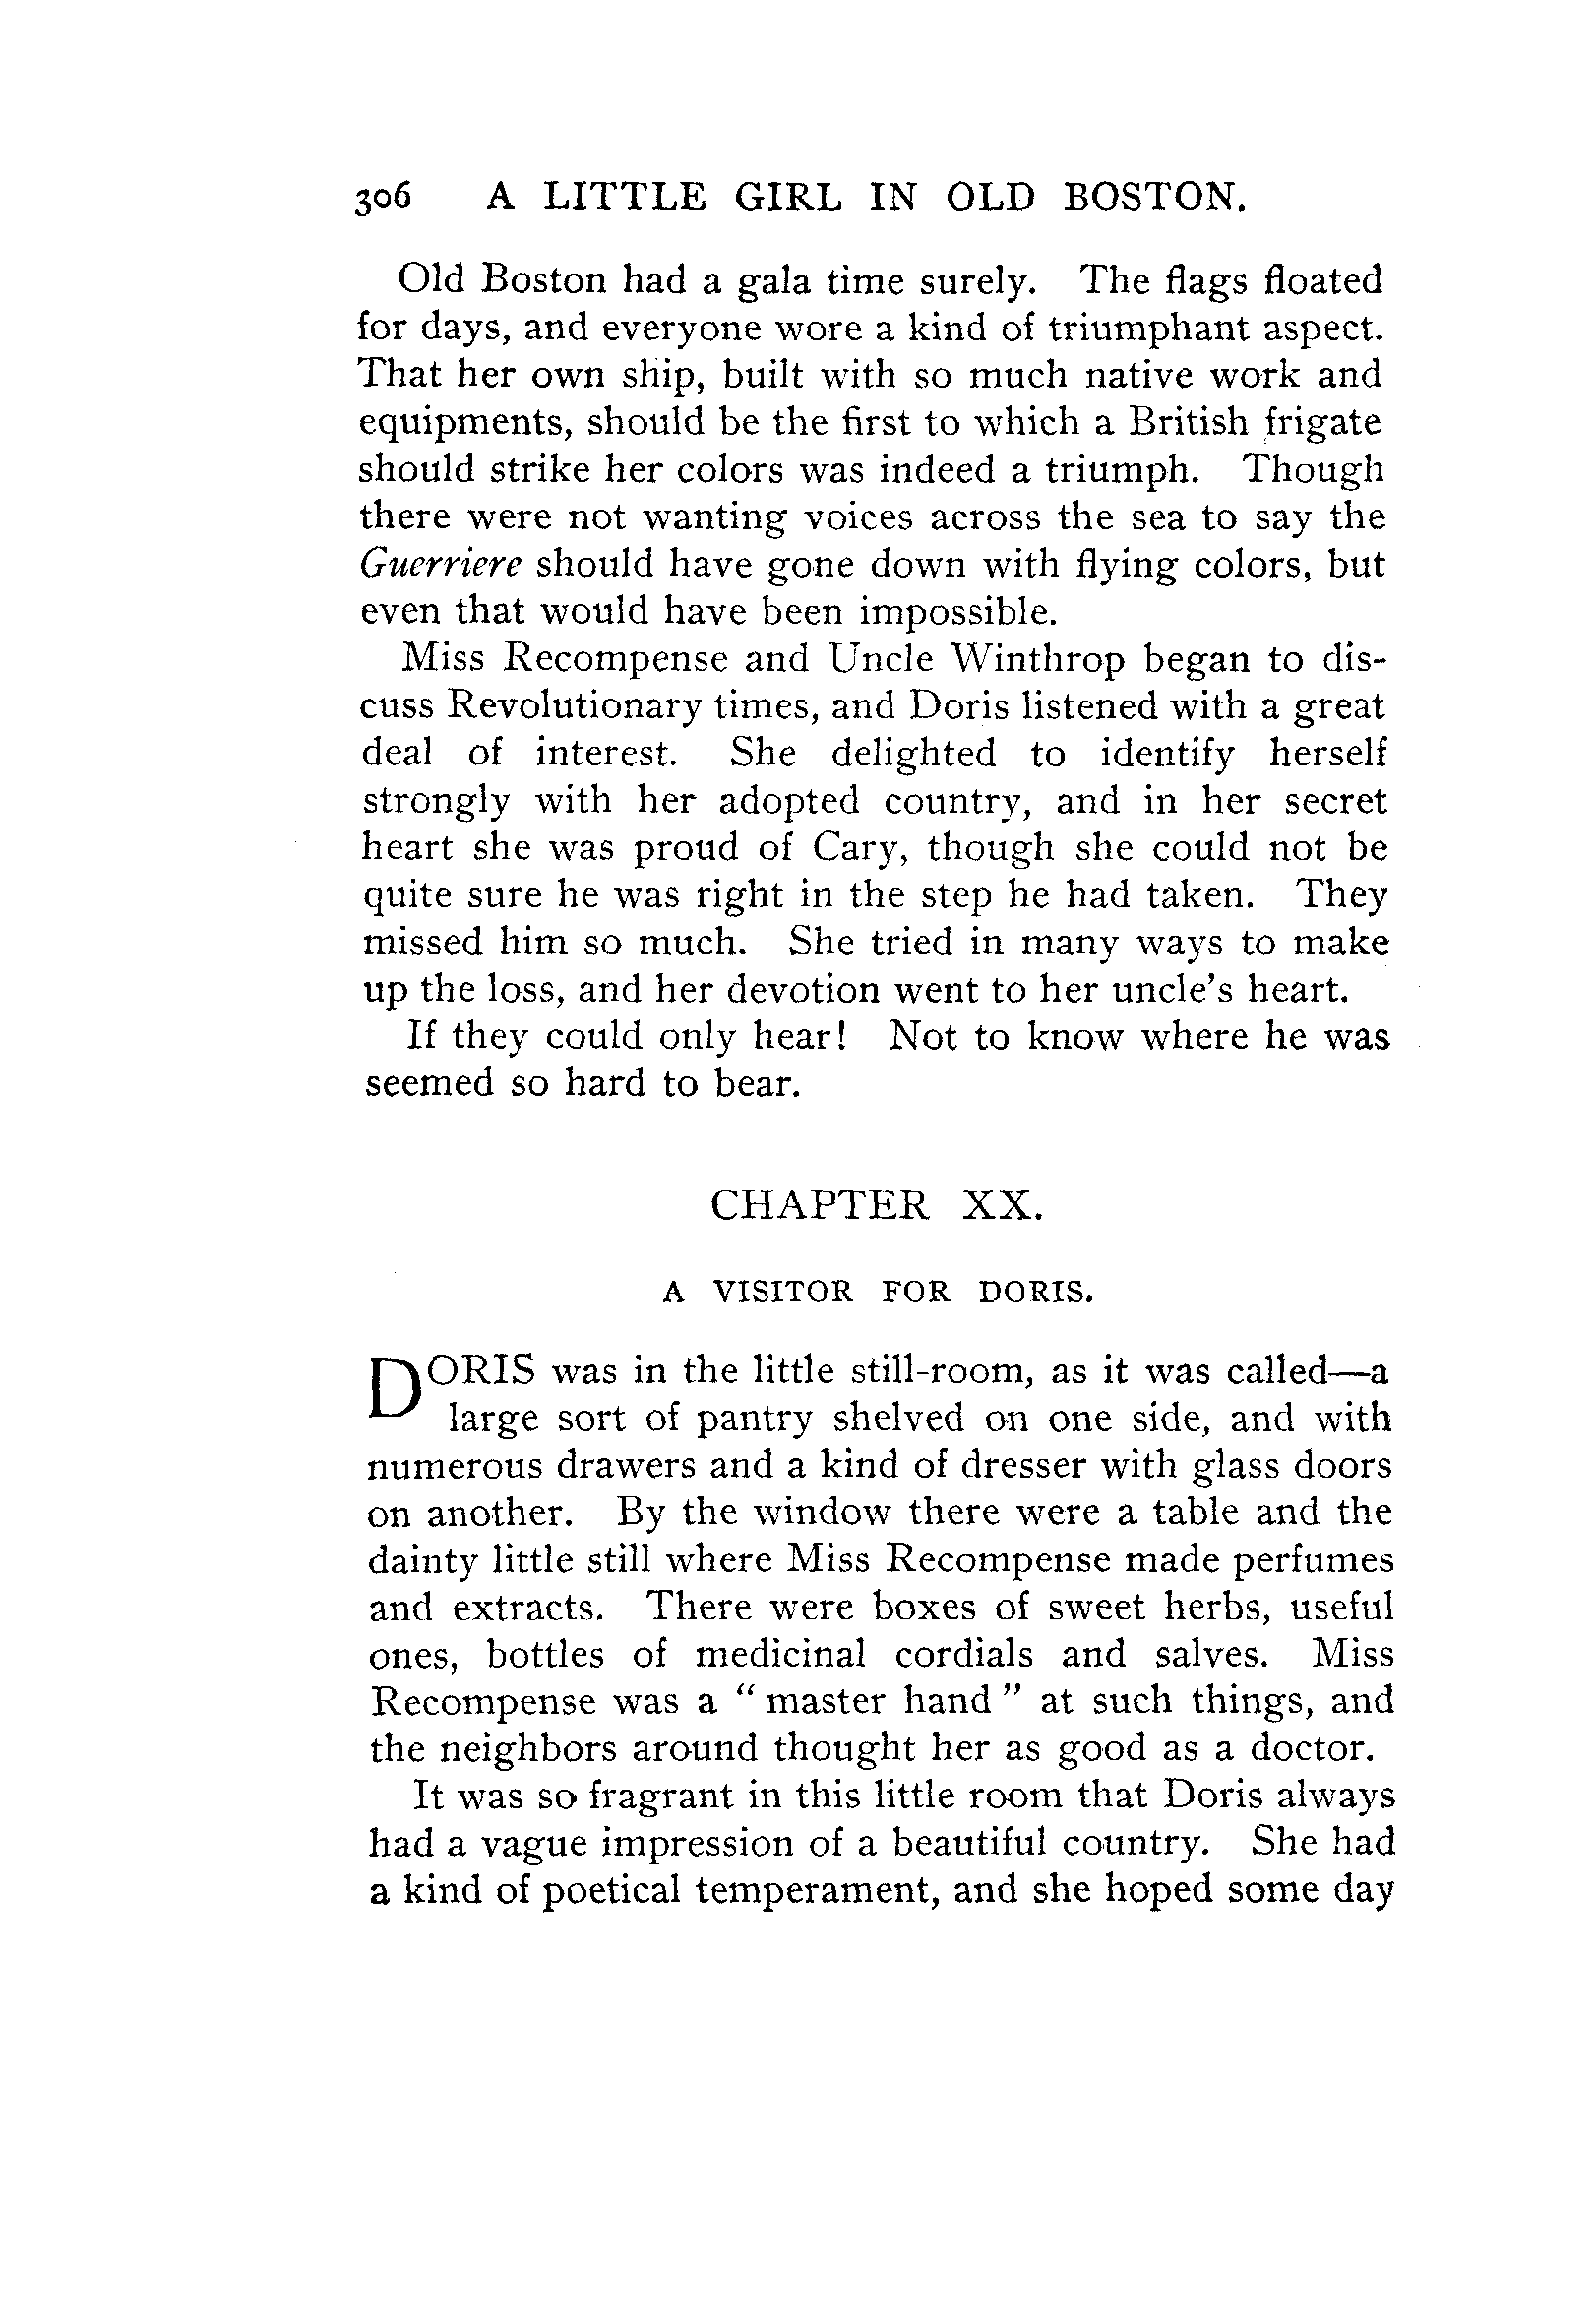 306 A LITTLE GIRL IN OLD BOSTON.
Old Boston had a gala time surely. The flags floated
for days, and everyone wore a kind of triumphant aspect.
That her own ship, built with so much native work and
equipments, should be the first to which a British frigate
should strike her colors was indeed a triumph. Though
there were not wanting voices across the sea to say the
Guerriere should have gone down with flying colors, but
even that would have been impossible.
Miss Recompense and Uncle Winthrop began to dis-
cuss Revolutionary times, and Doris listened with a great
deal of interest. She delighted to identify herself
strongly with her adopted country, and in her secret
heart she was proud of Cary, though she could not be
quite sure he was right in the step he had taken. They
missed him so much. She tried in many ways to make
up the loss, and her devotion went to her uncle's heart.
If they could only hear! Not to know where he was
seemed so hard to bear.
CHAPTER XX.
A VISITOR FOR DORIS.
DORIS was in the little still-room, as it was called—a
large sort of pantry shelved on one side, and with
numerous drawers and a kind of dresser with glass doors
on another. By the window there were a table and the
dainty little still where Miss Recompense made perfumes
and extracts. There were boxes of sweet herbs, useful
ones, bottles of medicinal cordials and salves. Miss
Recompense was a " master hand " at such things, and
the neighbors around thought her as good as a doctor.
It was so fragrant in this little room that Doris always
had a vague impression of a beautiful country. She had
a kind of poetical temperament, and she hoped some day